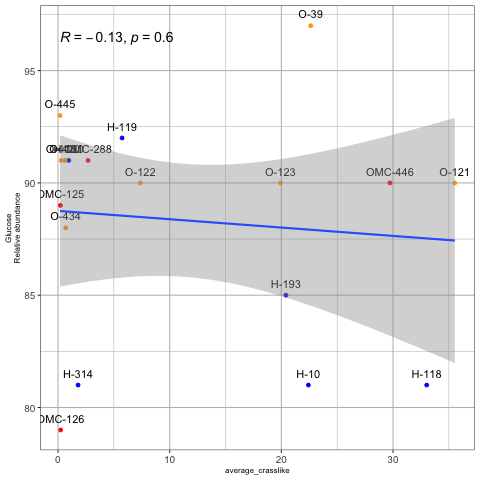 R = −0.13, p = 0.6
O-39
95
O-445
H-119
OMC-288
O-122
O-123
OMC-446
O-121
90
OMC-125
O-434
H-193
85
H-314
H-10
H-118
OMC-126
80
0
10
20
30
average_crasslike
Glucose
Relative abundance